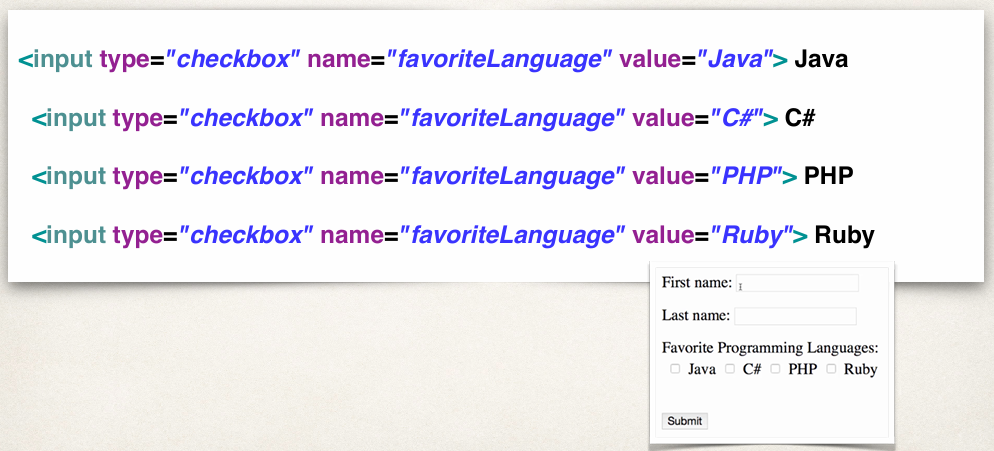 <input type="checkbox" name="favoriteLanguage" value="Java"> Java
<input type="checkbox" name="favoriteLanguage" value="C#"> C#
<input type="checkbox" name="favoriteLanguage" value="PHP"> PHP
<input type="checkbox" name="favoriteLanguage" value="Ruby"> Ruby
First name:
Last name:
Favorite Programming Languages:
Java C# PHP Ruby
Submit